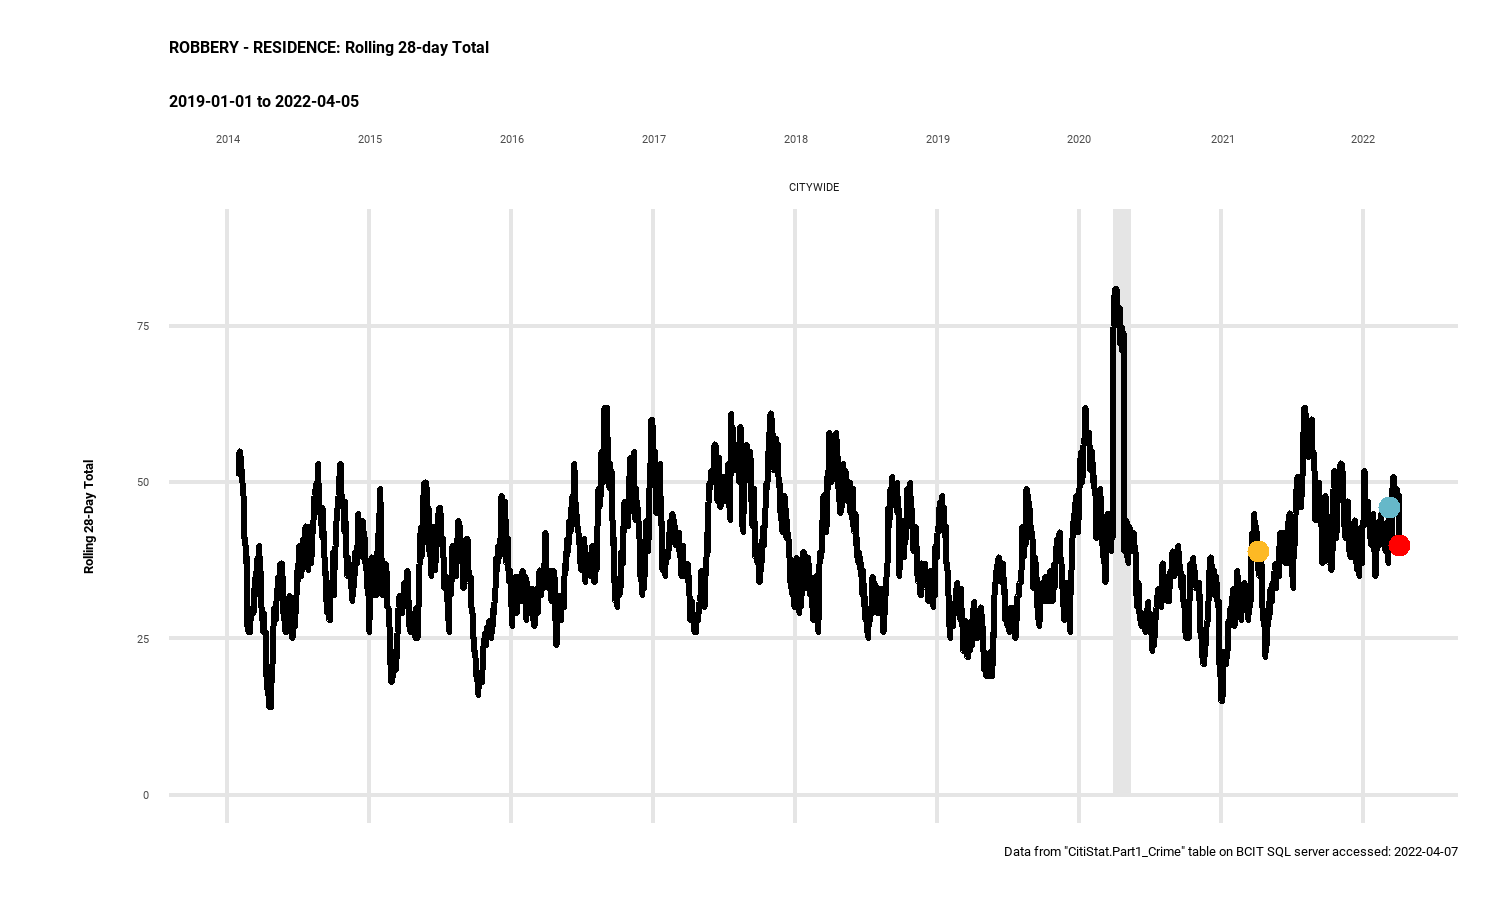 ROBBERY - RESIDENCE: Rolling 28-day Total
2019-01-01 to 2022-04-05
2014 2015 2016 2017 2018 2019 2020 2021 2022
CITYWIDE
75
50
25
0
Rolling 28-Day Total
Data from "CitiStat.Part1_Crime" table on BCIT SQL server accessed: 2022-04-07